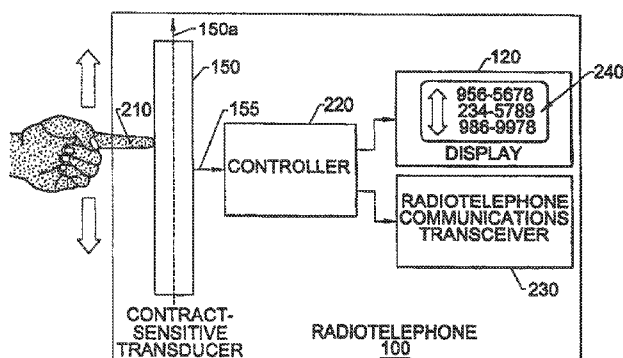 150a
150
120
240
956-5678
234-5789
986-9978
DISPLAY
210
155
220
CONTROLLER
RADIOTELEPHONE
COMMUNICATIONS
TRANSCEIVER
230
CONTRACT-
SENSITIVE
TRANSDUCER
RADIOTELEPHONE
100